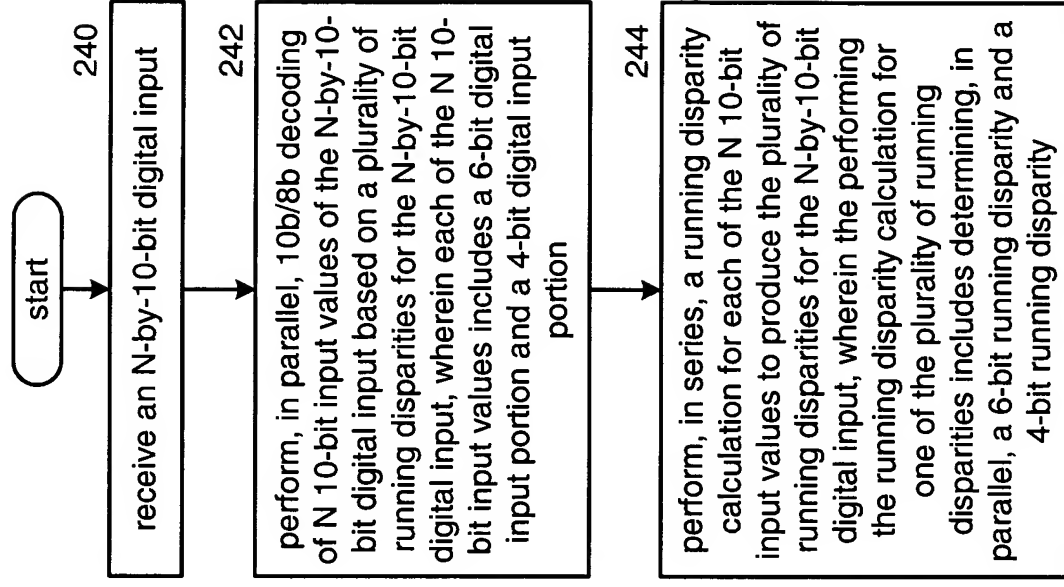 start
240
receive an N-by-10-bit digital input
242
perform, in parallel, 10b/8b decoding
of N 10-bit input values of the N-by-10-
bit digital input based on a plurality of
running disparities for the N-by-10-bit
digital input, wherein each of the N 10-
bit input values includes a 6-bit digital
input portion and a 4-bit digital input
portion
244
perform, in series, a running disparity
calculation for each of the N 10-bit
input values to produce the plurality of
running disparities for the N-by-10-bit
digital input, wherein the performing
the running disparity calculation for
one of the plurality of running
disparities includes determining, in
parallel, a 6-bit running disparity and a
4-bit running disparity